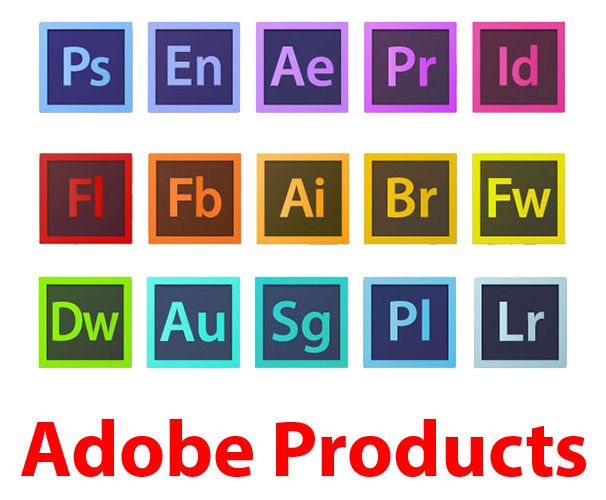 Ps En Ae Pr Id
Fl Fb Ai Br Fw
Dw Au Sg Pl Lr
Adobe Products